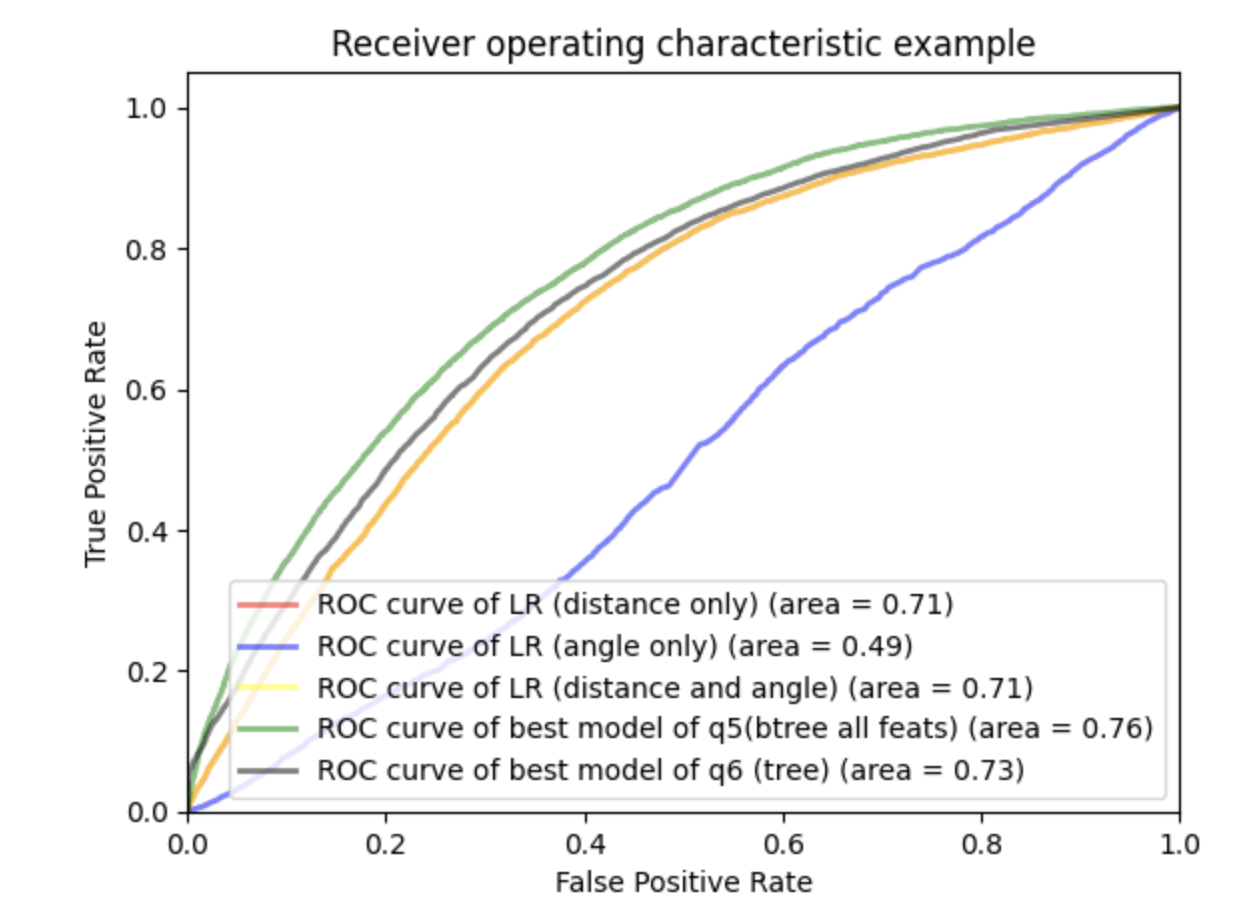 Receiver operating characteristic example
1.0
0.8
0.6
0.4
0.2
0.0
True Positive Rate
ROC curve of LR (distance only) (area = 0.71)
ROC curve of LR (angle only) (area = 0.49)
ROC curve of LR (distance and angle) (area = 0.71)
ROC curve of best model of q5(btree all feats) (area = 0.76)
ROC curve of best model of q6 (tree) (area = 0.73)
0.0 0.2 0.4 0.6 0.8 1.0
False Positive Rate